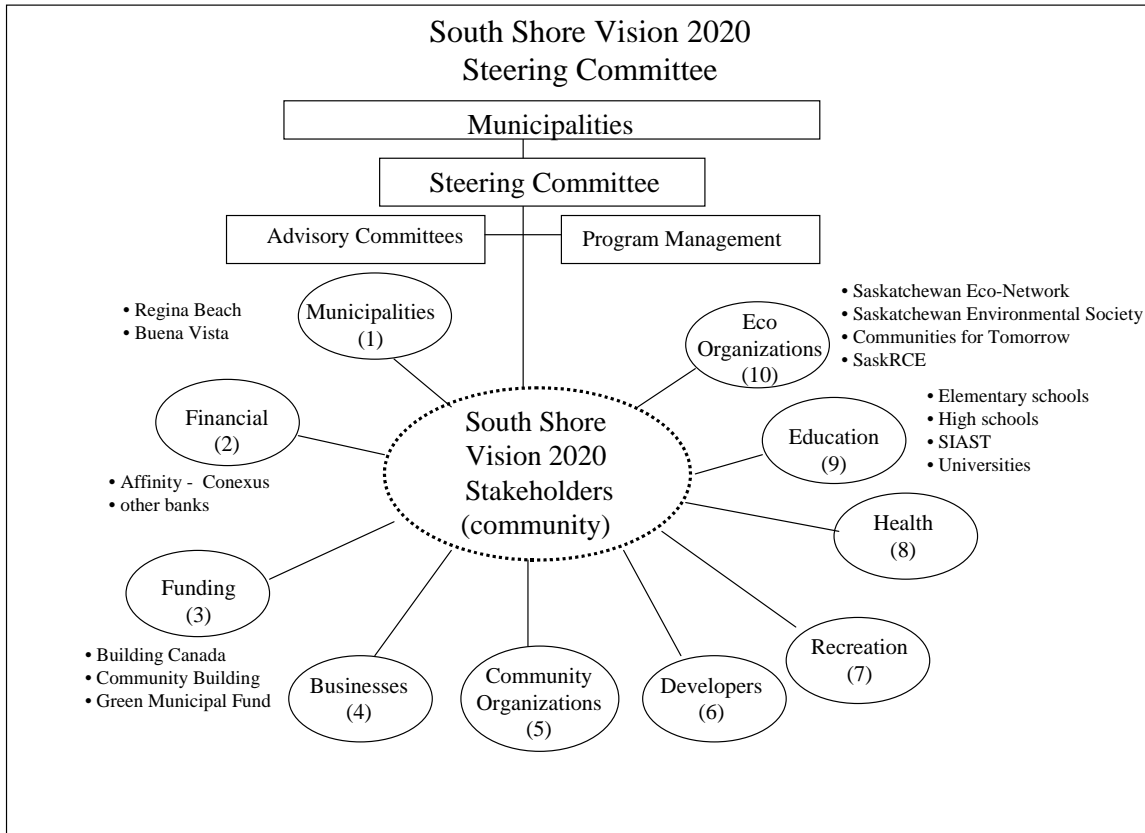 South Shore Vision 2020
Steering Committee
Municipalities
Steering Committee
Advisory Committees
Program Management
• Regina Beach
• Buena Vista
Municipalities
(1)
Financial
(2)
• Affinity - Conexus
• other banks
Funding
(3)
• Building Canada
• Community Building
• Green Municipal Fund
Businesses
(4)
Community
Organizations
(5)
Developers
(6)
Recreation
(7)
Health
(8)
Education
(9)
• Elementary schools
• High schools
• SIAST
• Universities
Eco
Organizations
(10)
• Saskatchewan Eco-Network
• Saskatchewan Environmental Society
• Communities for Tomorrow
• SaskRCE
South Shore
Vision 2020
Stakeholders
(community)